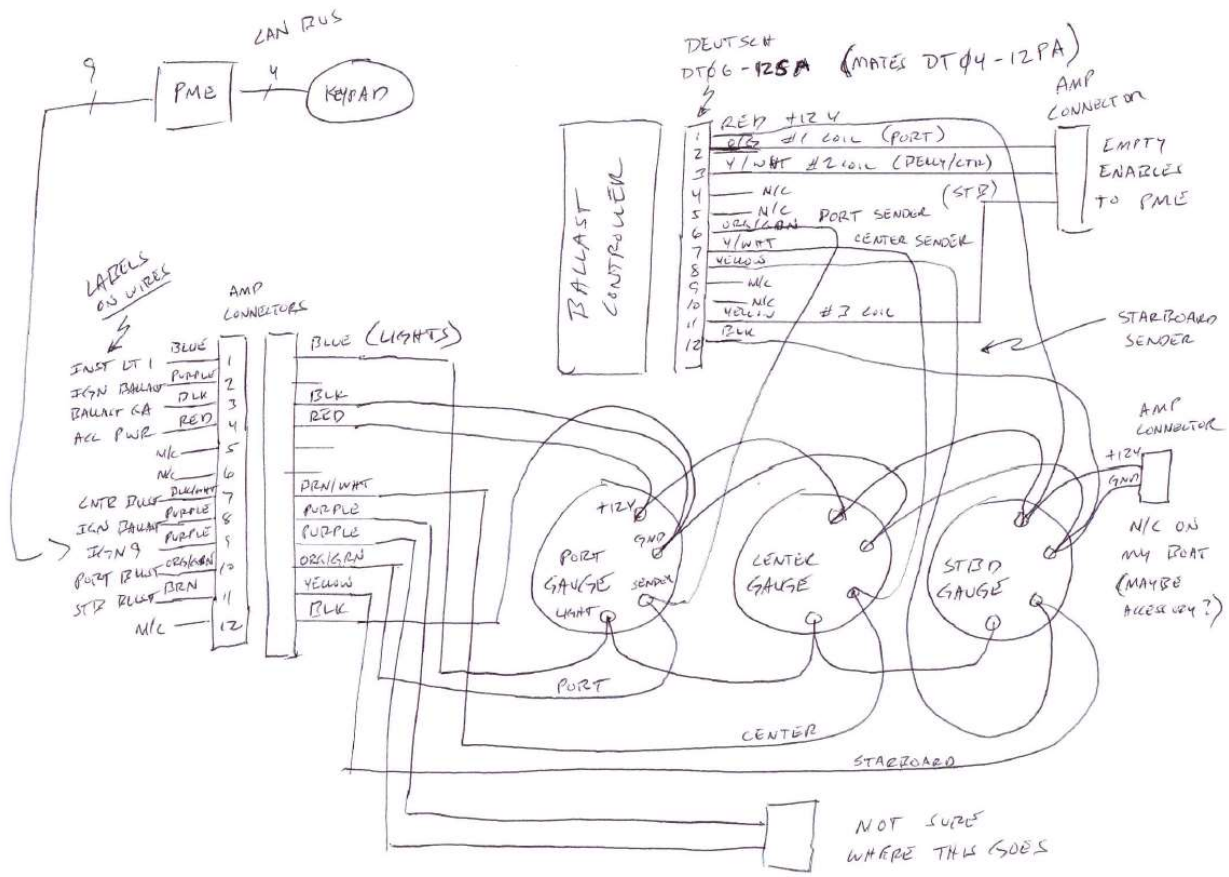 CAN BUS
9
4
PME
KEYPAD
DEUTSCH
DTØ6-12SA (MATES DTØ4-12PA)
AMP
CONNECTOR
EMPTY
ENABLES
TO PME
BALLAST
CONTROLLER
1 RED +12V
2 O/G #1 COIL (PORT)
3 Y/WHT #2 COIL (BELLY/CTR)
4 N/C
(STB)
5 N/C
6 ORG/GRN PORT SENDER
7 Y/WHT CENTER SENDER
8 YELLOW
9 N/C
10 N/C
11 YELLOW #3 COIL
12 BLK
STARBOARD
SENDER
LABELS
ON WIRES
AMP
CONNECTORS
INST LT 1 BLUE 1 BLUE (LIGHTS)
IGN BALLAST PURPLE 2
BALLAST GA BLK 3 BLK
ACC PWR RED 4 RED
N/C 5
N/C 6
CNTR BLLST BLK/WHT 7 BRN/WHT
IGN BALLAST PURPLE 8 PURPLE
IGN 9 PURPLE 9 PURPLE
PORT BLLST ORG/GRN 10 ORG/GRN
STB BLLST BRN 11 YELLOW
N/C 12 BLK
+12V
GND
PORT
GAUGE
SENDER
LIGHT
CENTER
GAUGE
STBD
GAUGE
AMP
CONNECTOR
+12V
GND
N/C ON
MY BOAT
(MAYBE
ACCESSORY?)
PORT
CENTER
STARBOARD
NOT SURE
WHERE THIS GOES